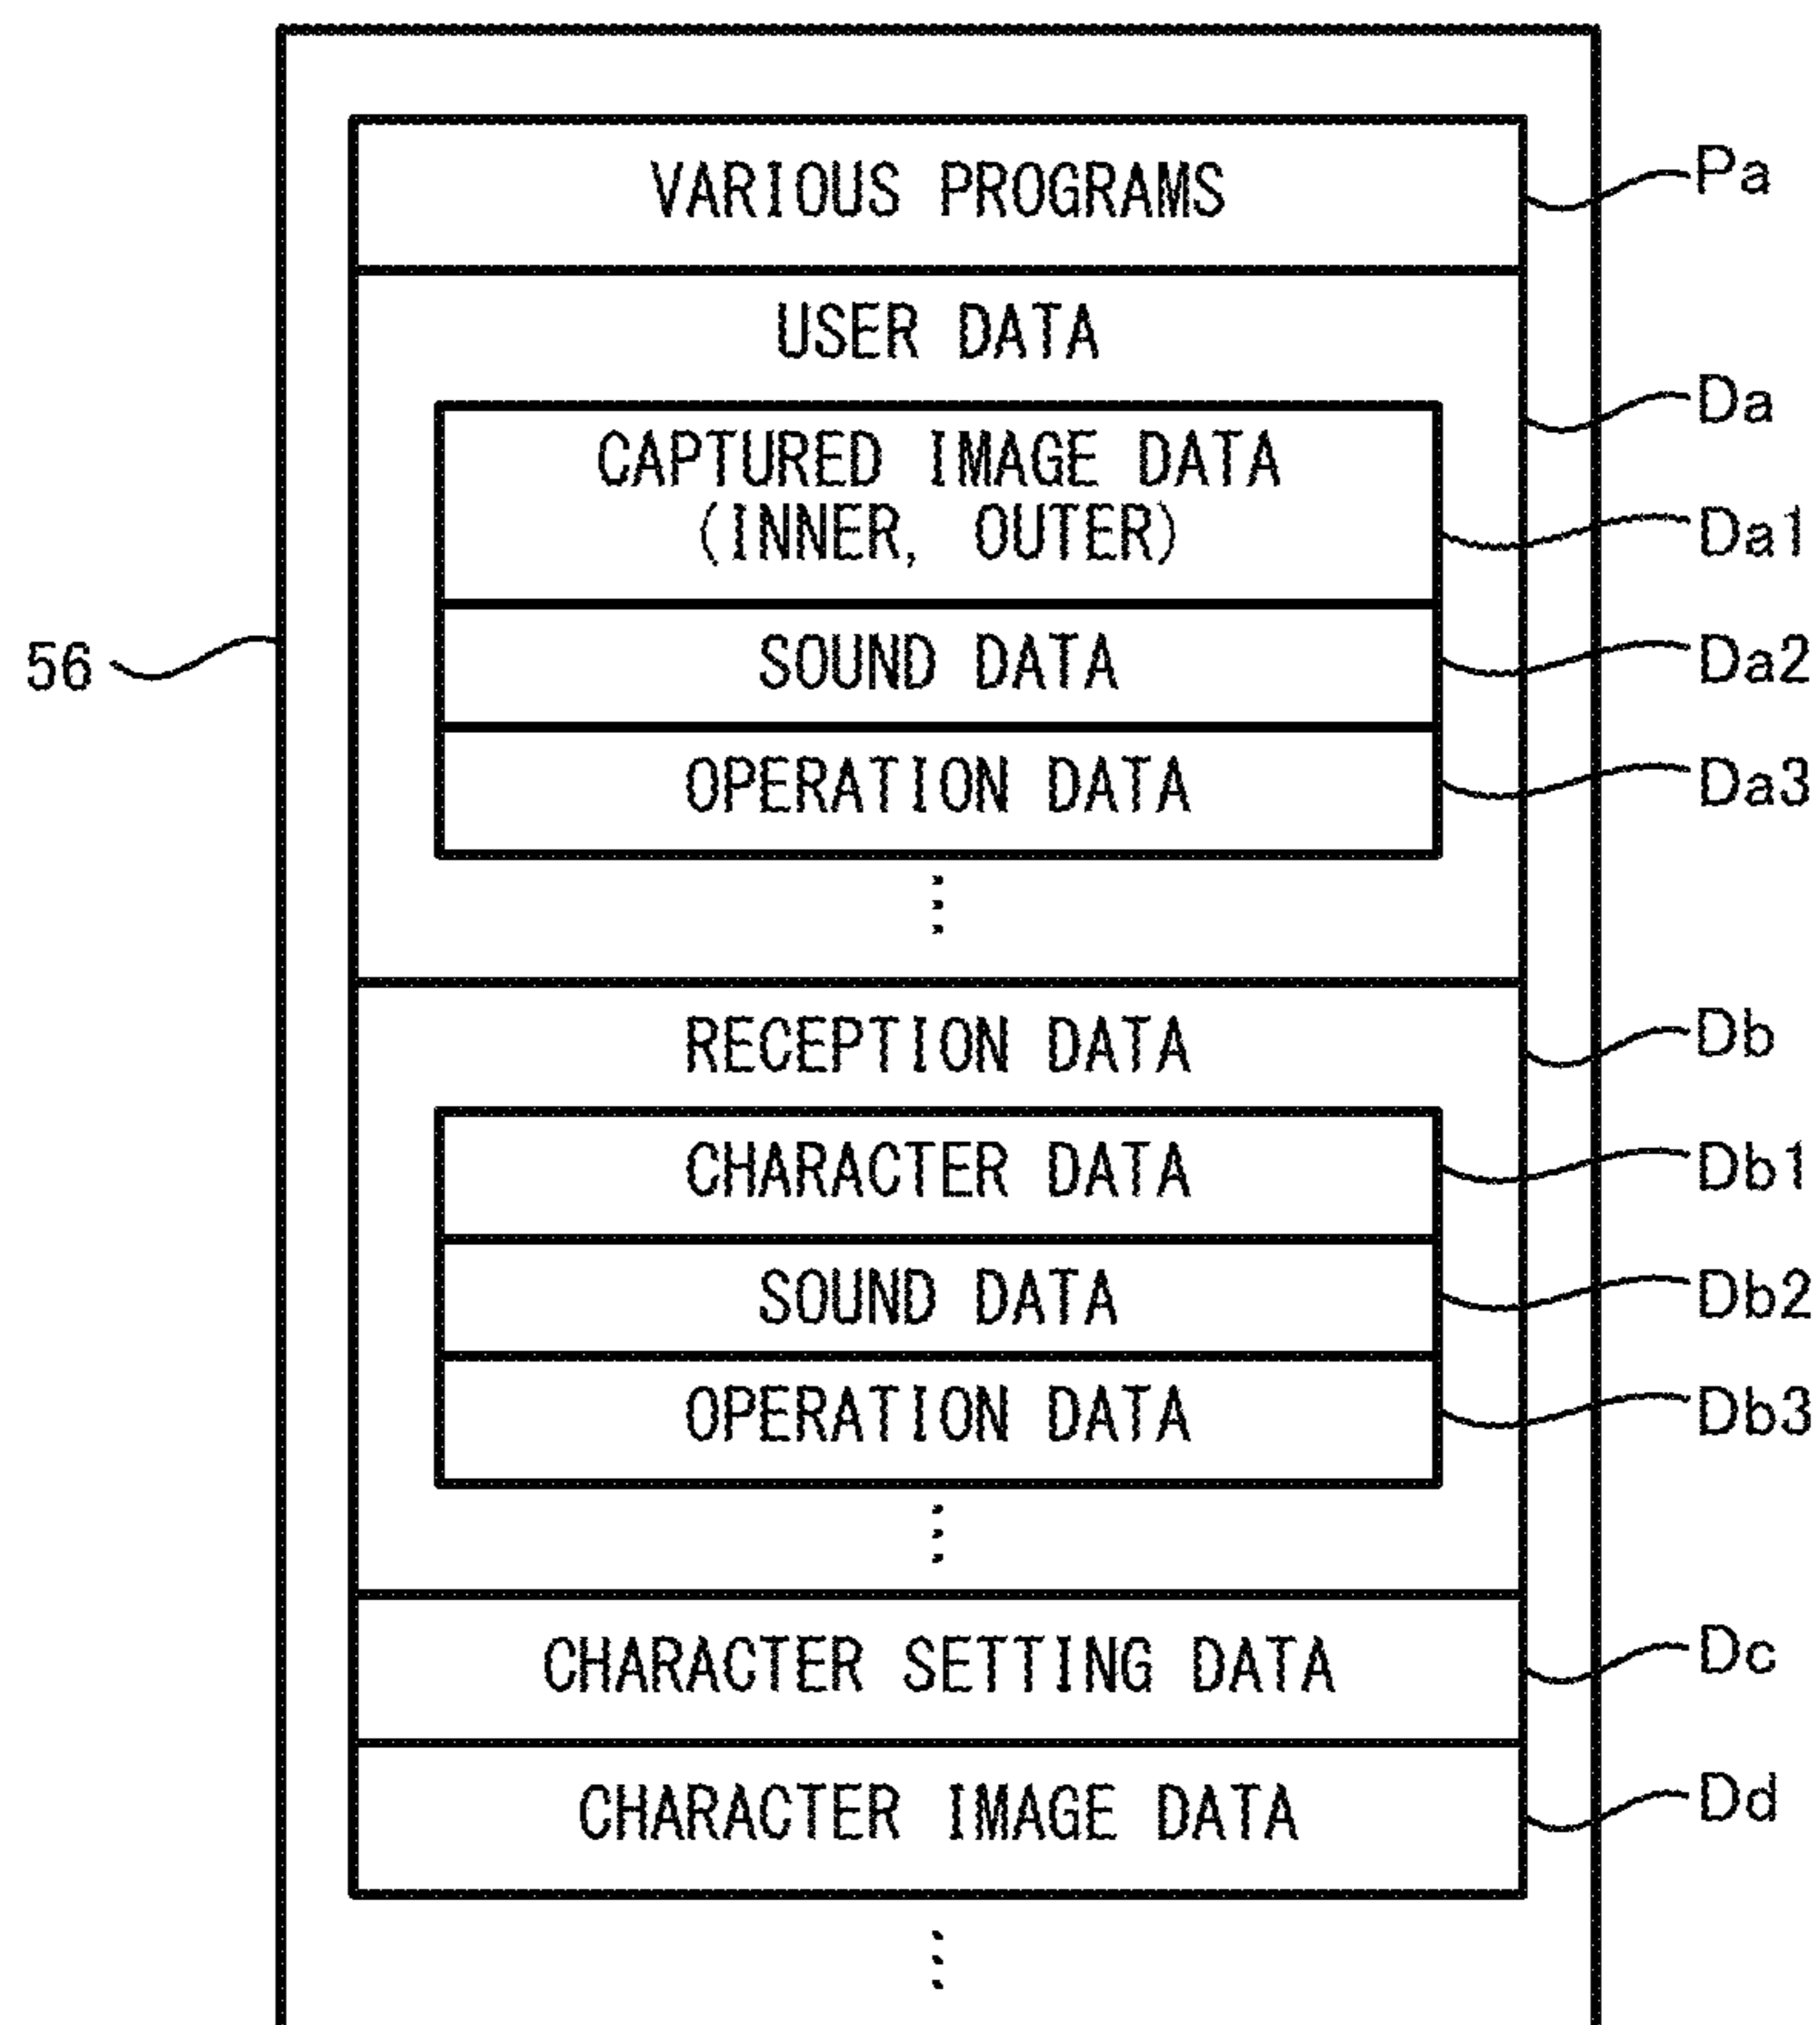 VARIOUS PROGRAMS
Pa
USER DATA
Da
CAPTURED IMAGE DATA
(INNER, OUTER)
Da1
56
SOUND DATA
Da2
OPERATION DATA
Da3
RECEPTION DATA
Db
CHARACTER DATA
Db1
SOUND DATA
Db2
OPERATION DATA
Db3
CHARACTER SETTING DATA
Dc
CHARACTER IMAGE DATA
Dd